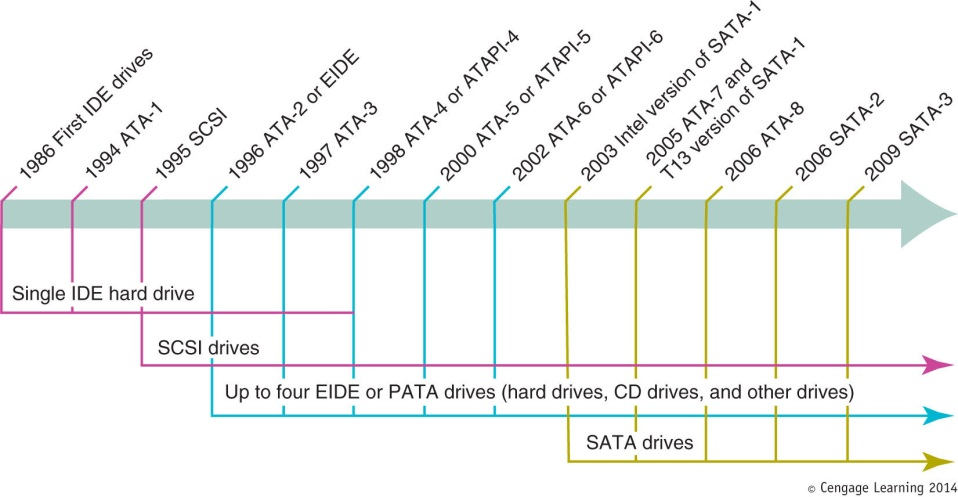 1986 First IDE drives
1994 ATA-1
1995 SCSI
1996 ATA-2 or EIDE
1997 ATA-3
1998 ATA-4 or ATAPI-4
2000 ATA-5 or ATAPI-5
2002 ATA-6 or ATAPI-6
2003 Intel version of SATA-1
2005 ATA-7 and
T13 version of SATA-1
2006 ATA-8
2006 SATA-2
2009 SATA-3
Single IDE hard drive
SCSI drives
Up to four EIDE or PATA drives (hard drives, CD drives, and other drives)
SATA drives
© Cengage Learning 2014